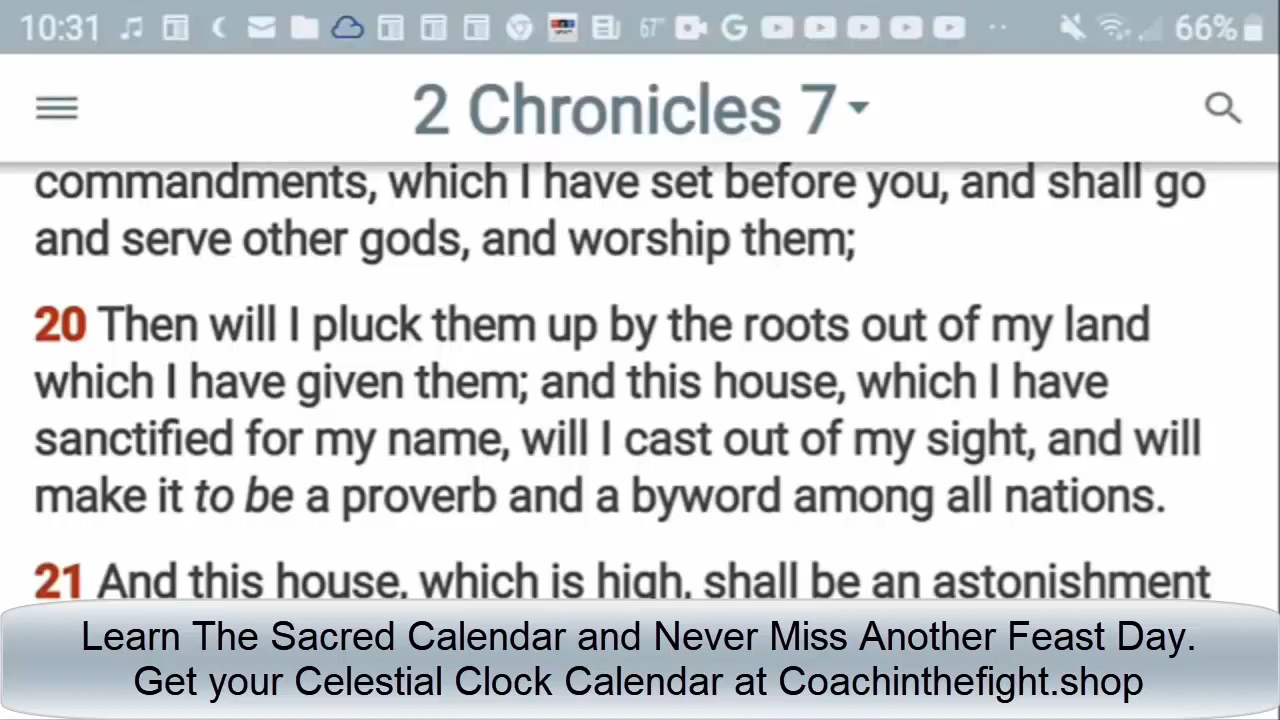 10:31 67° G 66%
2 Chronicles 7
commandments, which I have set before you, and shall go
and serve other gods, and worship them;
20 Then will I pluck them up by the roots out of my land
which I have given them; and this house, which I have
sanctified for my name, will I cast out of my sight, and will
make it to be a proverb and a byword among all nations.
21 And this house, which is high, shall be an astonishment
Learn The Sacred Calendar and Never Miss Another Feast Day.
Get your Celestial Clock Calendar at Coachinthefight.shop